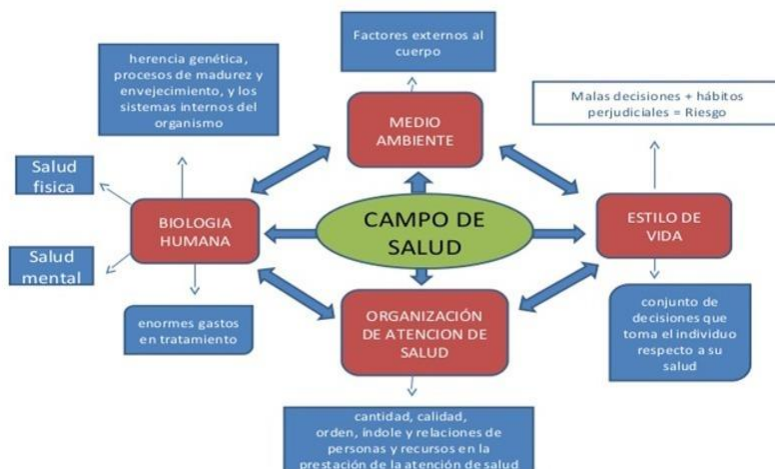 Factores externos al
cuerpo
herencia genética,
procesos de madurez y
envejecimiento, y los
sistemas internos del
organismo
Malas decisiones + hábitos
perjudiciales = Riesgo
MEDIO
AMBIENTE
Salud
fisica
BIOLOGIA
HUMANA
CAMPO DE
SALUD
ESTILO DE
VIDA
Salud
mental
enormes gastos
en tratamiento
ORGANIZACIÓN
DE ATENCION DE
SALUD
conjunto de
decisiones que
toma el individuo
respecto a su
salud
cantidad, calidad,
orden, índole y relaciones de
personas y recursos en la
prestación de la atención de salud